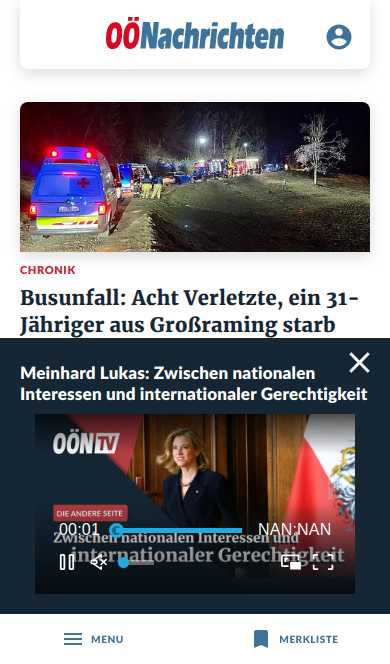 OÖNachrichten
CHRONIK
Busunfall: Acht Verletzte, ein 31-
Jähriger aus Großraming starb
Meinhard Lukas: Zwischen nationalen
Interessen und internationaler Gerechtigkeit
OÖN TV
DIE ANDERE SEITE
00:01
NAN:NAN
Zwischen nationalen Interessen und
internationaler Gerechtigkeit
MENU
MERKLISTE